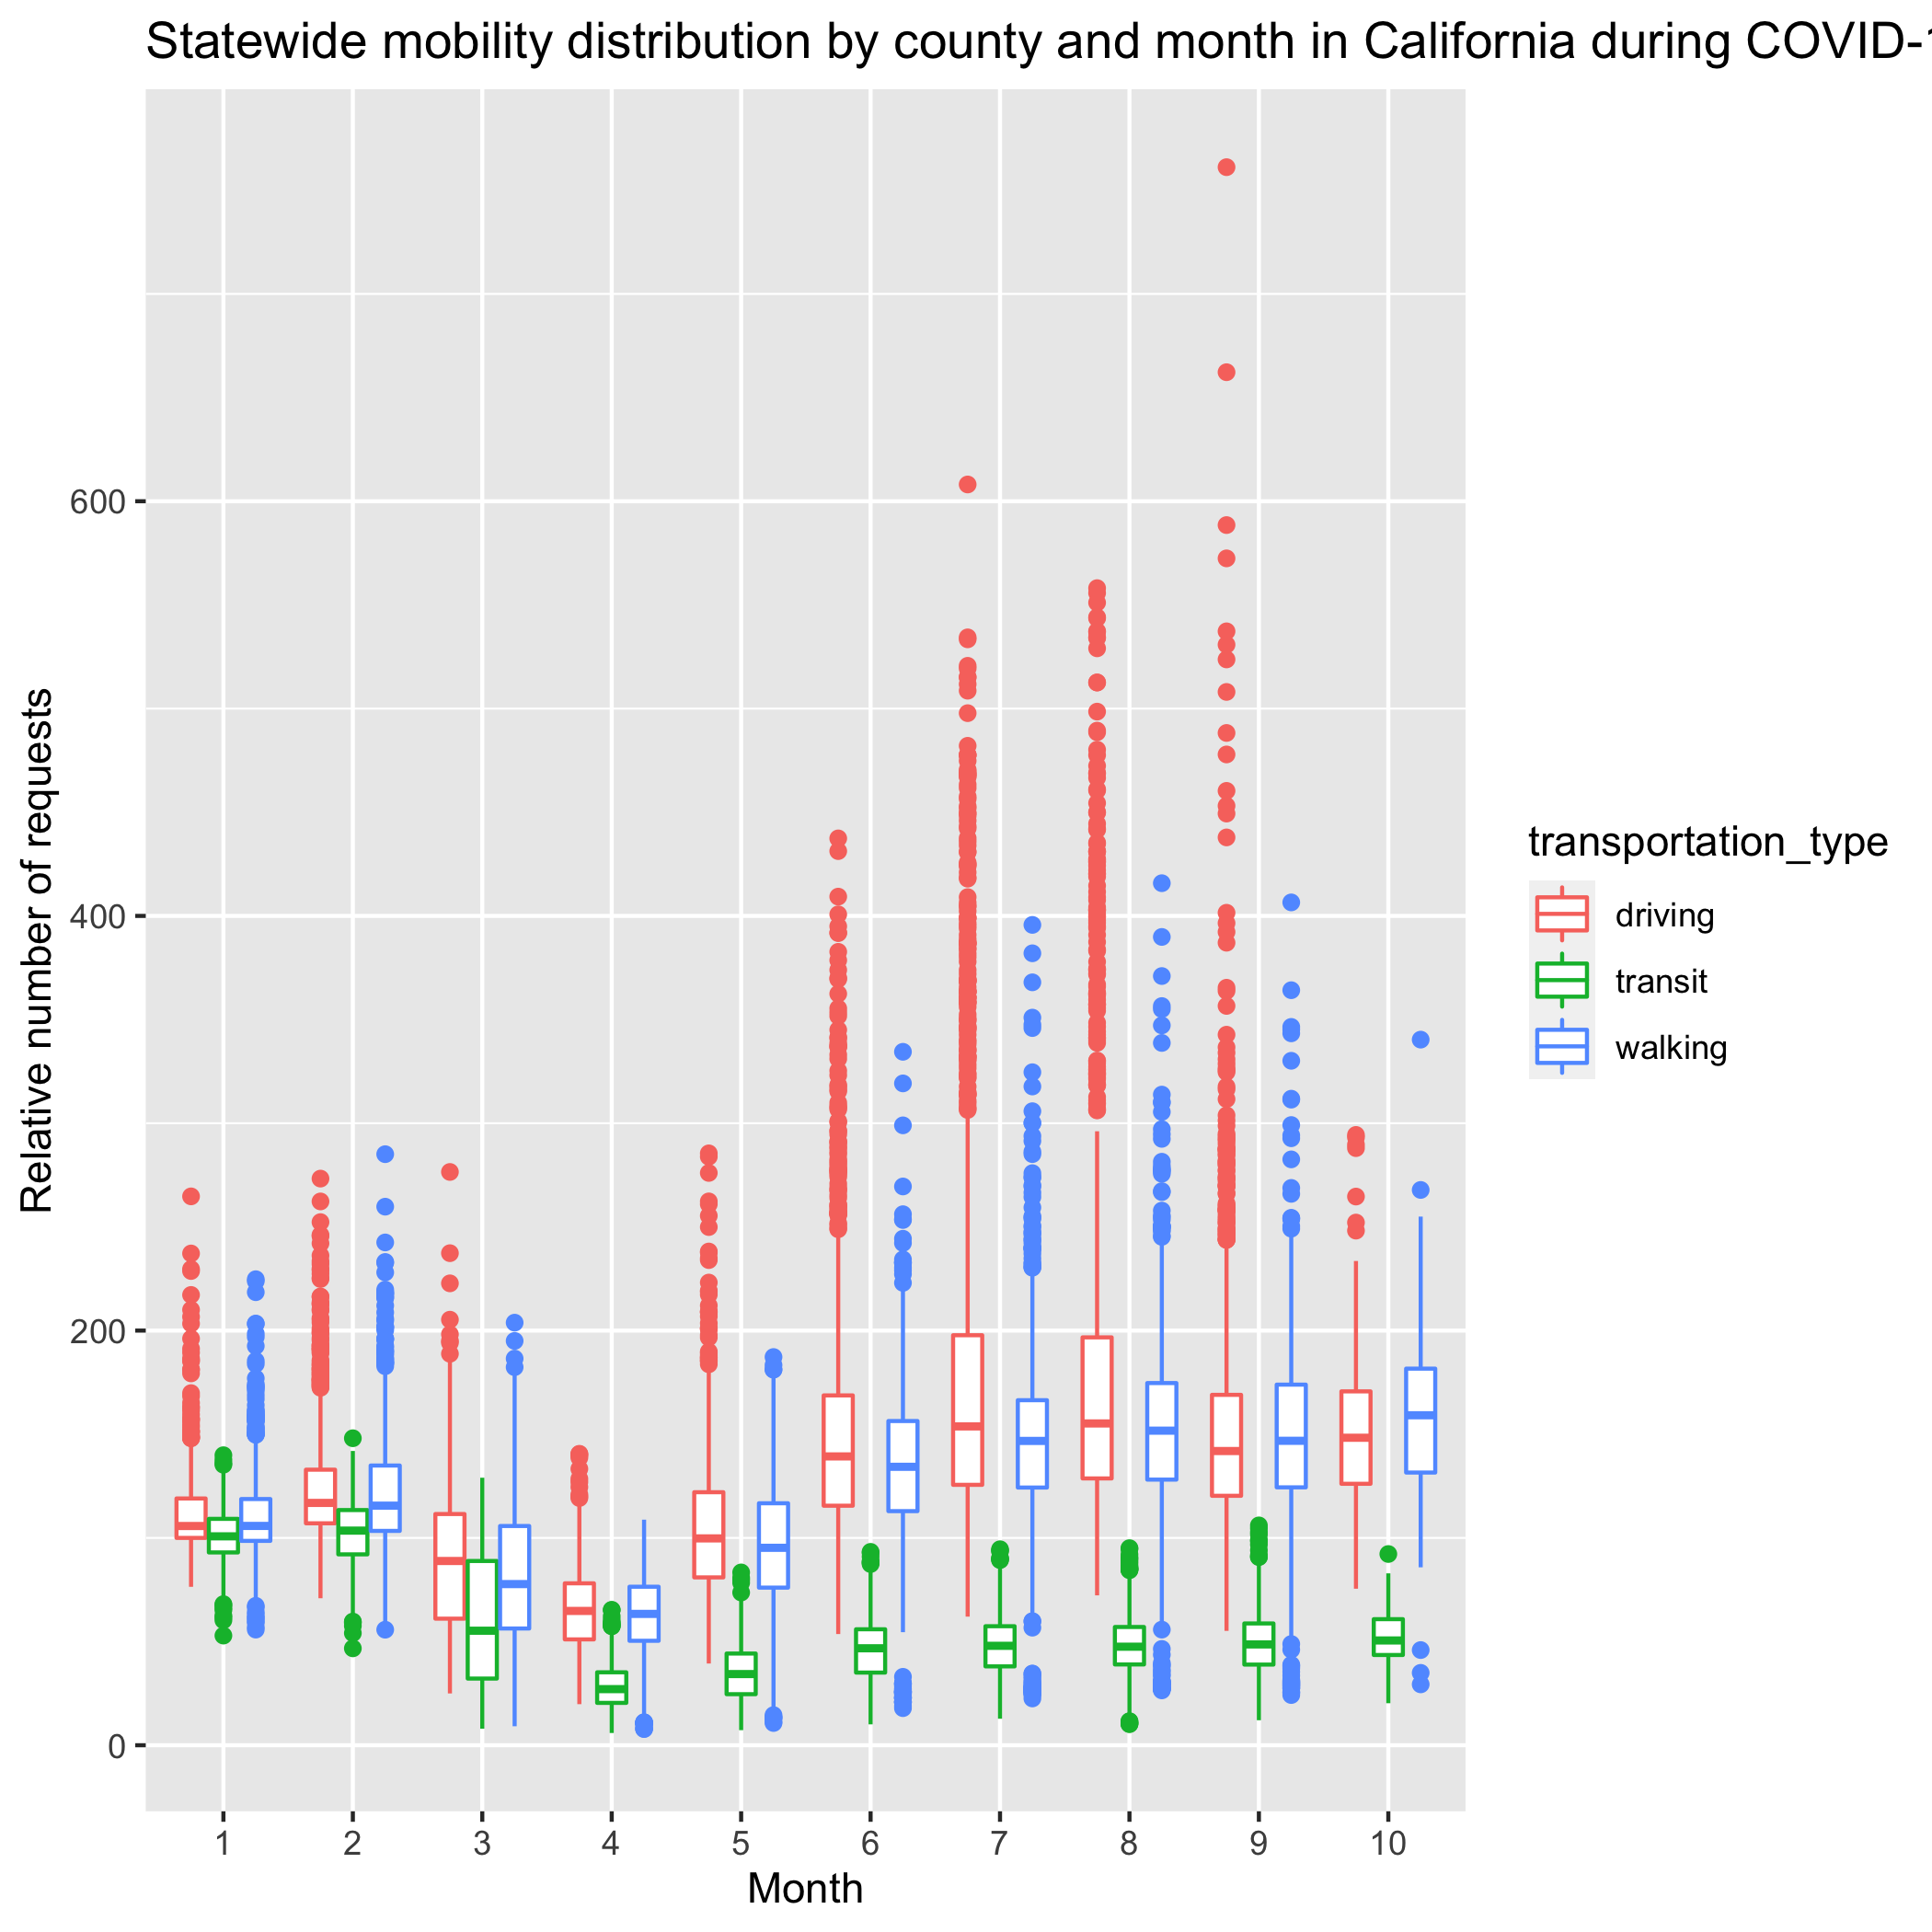 Statewide mobility distribution by county and month in California during COVID-1
Relative number of requests
600
400
200
0
1 2 3 4 5 6 7 8 9 10
Month
transportation_type
driving
transit
walking